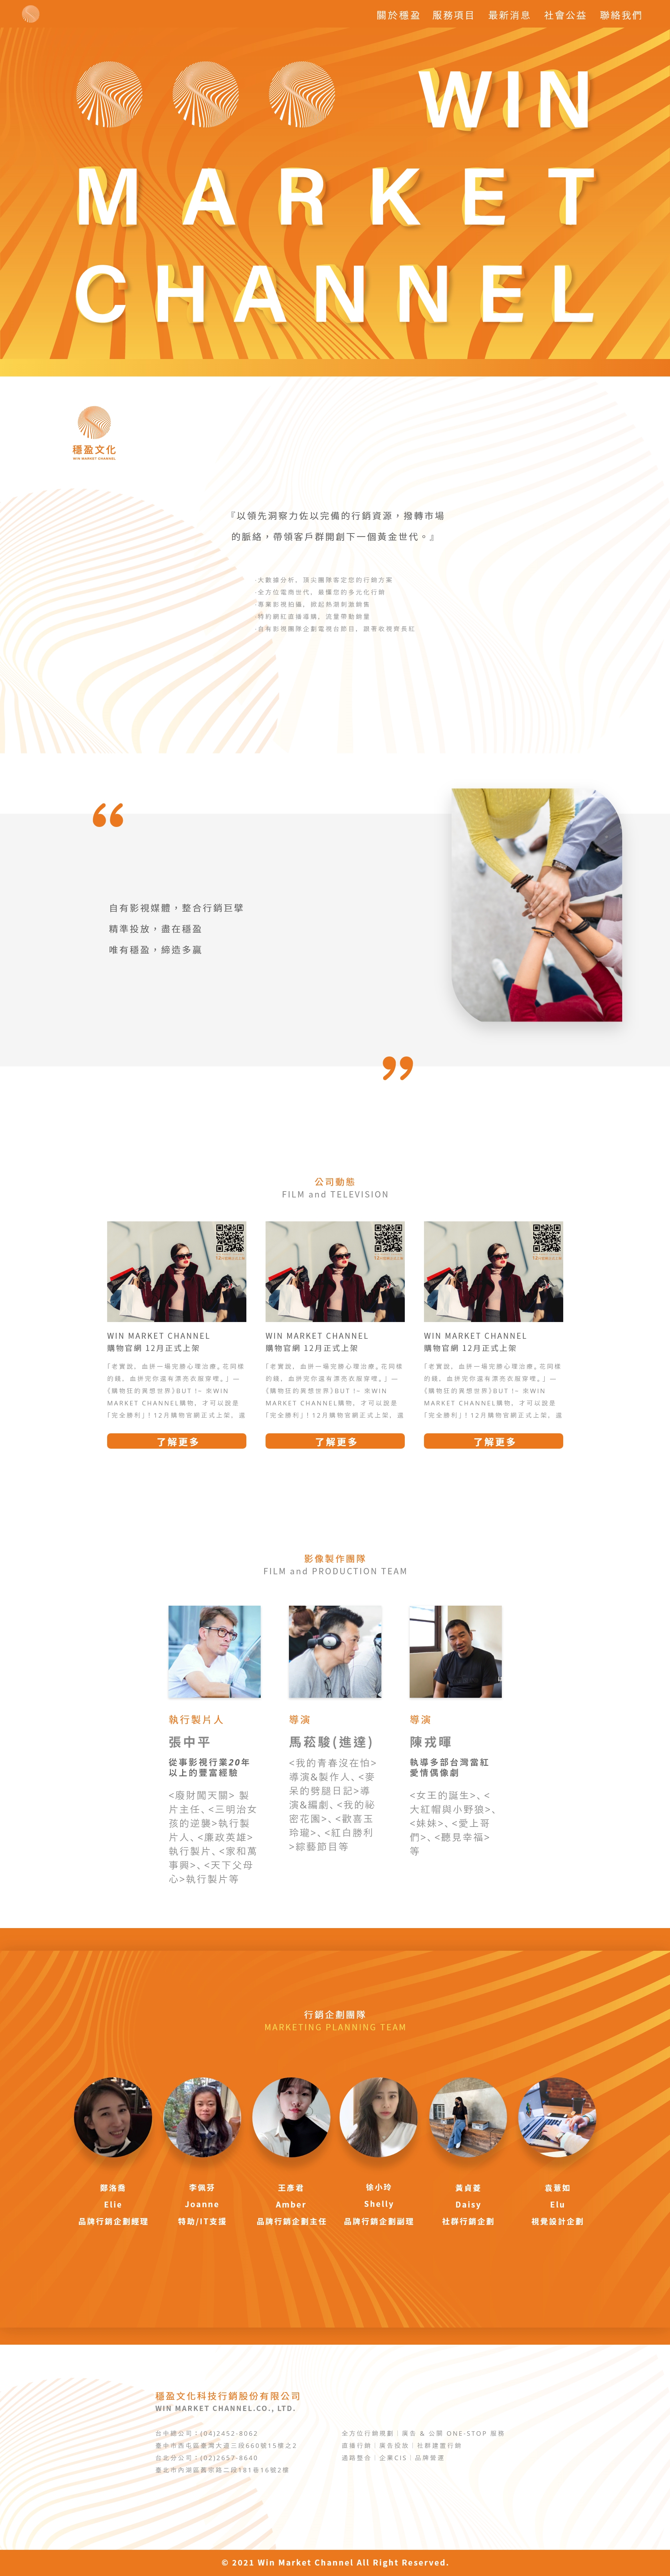 關於穩盈 服務項目 最新消息 社會公益 聯絡我們
WIN
MARKET
CHANNEL
穩盈文化
WIN MARKET CHANNEL
『以領先洞察力佐以完備的行銷資源，撥轉市場
的脈絡，帶領客戶群開創下一個黃金世代。』
·大數據分析，頂尖團隊客定您的行銷方案
·全方位電商世代，最懂您的多元化行銷
·專業影視拍攝，掀起熱潮刺激銷售
·特約網紅直播導購，流量帶動銷量
·自有影視團隊企劃電視台節目，跟著收視齊長紅
自有影視媒體，整合行銷巨擘
精準投放，盡在穩盈
唯有穩盈，締造多贏
公司動態
FILM and TELEVISION
WIN MARKET CHANNEL
購物官網 12月正式上架
「老實說，血拼一場完勝心理治療。花同樣
的錢，血拼完你還有漂亮衣服穿哩。」—
《購物狂的異想世界》BUT !– 來WIN
MARKET CHANNEL購物，才可以說是
「完全勝利」！12月購物官網正式上架，還
了解更多
WIN MARKET CHANNEL
購物官網 12月正式上架
「老實說，血拼一場完勝心理治療。花同樣
的錢，血拼完你還有漂亮衣服穿哩。」—
《購物狂的異想世界》BUT !– 來WIN
MARKET CHANNEL購物，才可以說是
「完全勝利」！12月購物官網正式上架，還
了解更多
WIN MARKET CHANNEL
購物官網 12月正式上架
「老實說，血拼一場完勝心理治療。花同樣
的錢，血拼完你還有漂亮衣服穿哩。」—
《購物狂的異想世界》BUT !– 來WIN
MARKET CHANNEL購物，才可以說是
「完全勝利」！12月購物官網正式上架，還
了解更多
影像製作團隊
FILM and PRODUCTION TEAM
執行製片人
張中平
從事影視行業20年
以上的豐富經驗
<廢財闖天關> 製
片主任、<三明治女
孩的逆襲>執行製
片人、<廉政英雄>
執行製片、<家和萬
事興>、<天下父母
心>執行製片等
導演
馬菘駿(進達)
<我的青春沒在怕>
導演&製作人、<麥
呆的劈腿日記>導
演&編劇、<我的祕
密花園>、<歡喜玉
玲瓏>、<紅白勝利
>綜藝節目等
導演
陳戎暉
執導多部台灣當紅
愛情偶像劇
<女王的誕生>、<
大紅帽與小野狼>、
<妹妹>、<愛上哥
們>、<聽見幸福>
等
行銷企劃團隊
MARKETING PLANNING TEAM
鄭洛喬
Elie
品牌行銷企劃經理
李佩芬
Joanne
特助/IT支援
王彥君
Amber
品牌行銷企劃主任
徐小玲
Shelly
品牌行銷企劃副理
黃貞菱
Daisy
社群行銷企劃
袁薏如
Elu
視覺設計企劃
穩盈文化科技行銷股份有限公司
WIN MARKET CHANNEL.CO., LTD.
台中總公司：(04)2452-8062
臺中市西屯區臺灣大道三段660號15樓之2
台北分公司：(02)2657-8640
臺北市內湖區舊宗路二段181巷16號2樓
全方位行銷規劃｜廣告 & 公關 ONE-STOP 服務
直播行銷｜廣告投放｜社群建置行銷
通路整合｜企業CIS｜品牌營運
© 2021 Win Market Channel All Right Reserved.